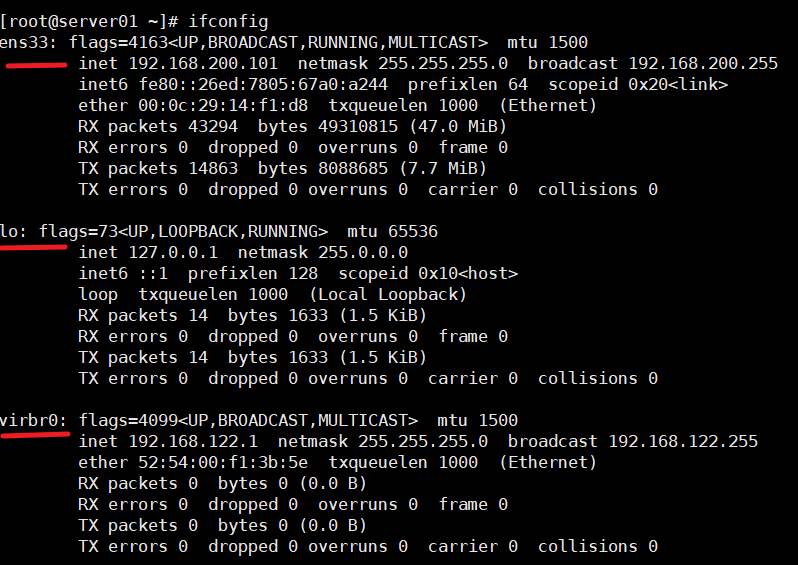 [root@server01 ~]# ifconfig
ens33: flags=4163<UP,BROADCAST,RUNNING,MULTICAST>  mtu 1500
        inet 192.168.200.101  netmask 255.255.255.0  broadcast 192.168.200.255
        inet6 fe80::26ed:7805:67a0:a244  prefixlen 64  scopeid 0x20<link>
        ether 00:0c:29:14:f1:d8  txqueuelen 1000  (Ethernet)
        RX packets 43294  bytes 49310815 (47.0 MiB)
        RX errors 0  dropped 0  overruns 0  frame 0
        TX packets 14863  bytes 8088685 (7.7 MiB)
        TX errors 0  dropped 0 overruns 0  carrier 0  collisions 0

lo: flags=73<UP,LOOPBACK,RUNNING>  mtu 65536
        inet 127.0.0.1  netmask 255.0.0.0
        inet6 ::1  prefixlen 128  scopeid 0x10<host>
        loop  txqueuelen 1000  (Local Loopback)
        RX packets 14  bytes 1633 (1.5 KiB)
        RX errors 0  dropped 0  overruns 0  frame 0
        TX packets 14  bytes 1633 (1.5 KiB)
        TX errors 0  dropped 0 overruns 0  carrier 0  collisions 0

virbr0: flags=4099<UP,BROADCAST,MULTICAST>  mtu 1500
        inet 192.168.122.1  netmask 255.255.255.0  broadcast 192.168.122.255
        ether 52:54:00:f1:3b:5e  txqueuelen 1000  (Ethernet)
        RX packets 0  bytes 0 (0.0 B)
        RX errors 0  dropped 0  overruns 0  frame 0
        TX packets 0  bytes 0 (0.0 B)
        TX errors 0  dropped 0 overruns 0  carrier 0  collisions 0